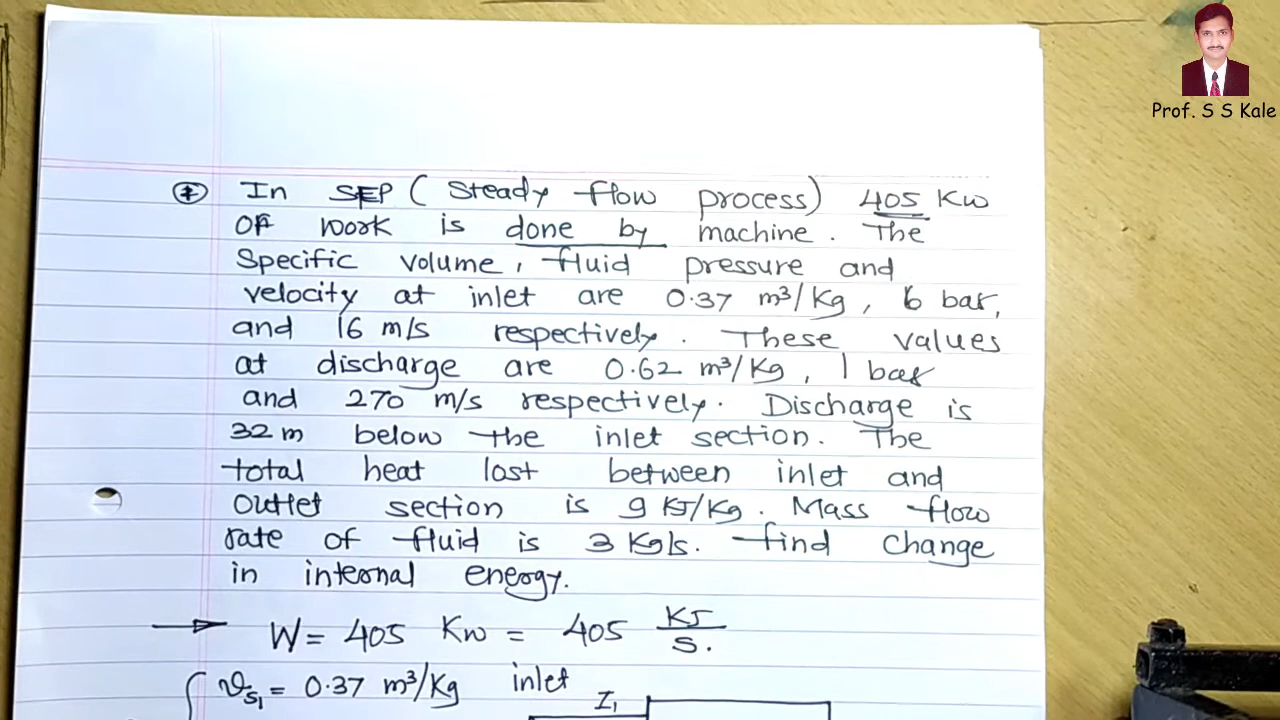 Prof. S S Kale
* In SFP (Steady flow process) 405 Kw
OF work is done by machine. The
Specific volume, fluid pressure and
velocity at inlet are 0.37 m³/Kg, 6 bar,
and 16 m/s respectively. These values
at discharge are 0.62 m³/Kg, 1 bar
and 270 m/s respectively. Discharge is
32 m below the inlet section. The
total heat lost between inlet and
outlet section is 9 KJ/Kg. Mass flow
rate of fluid is 3 Kg/s. find change
in internal energy.
→ W = 405 Kw = 405 KJ/S.
vs₁ = 0.37 m³/Kg inlet
I₁